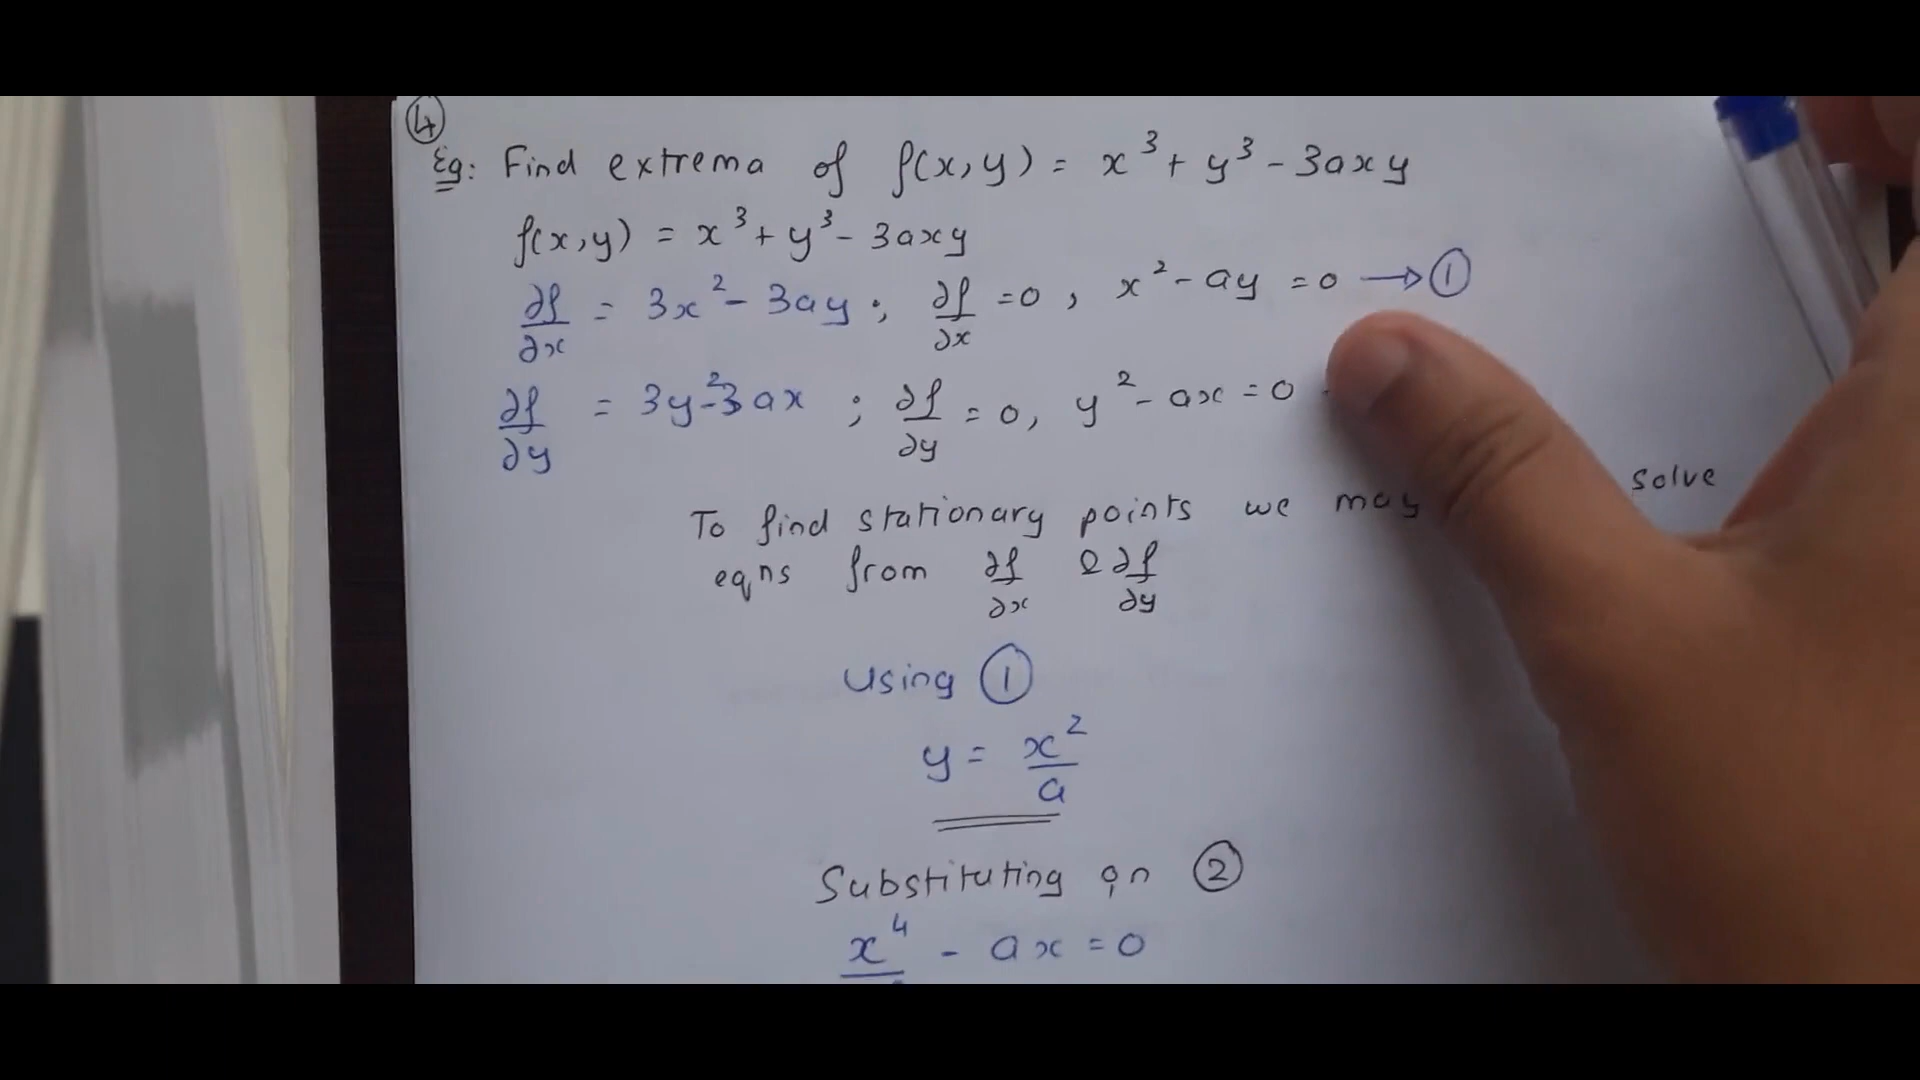 ④
Eg: Find extrema of f(x,y) = x³ + y³ - 3axy
f(x,y) = x³ + y³ - 3axy
∂f/∂x = 3x² - 3ay ; ∂f/∂x = 0 , x² - ay = 0 → ①
∂f/∂y = 3y² - 3ax ; ∂f/∂y = 0, y² - ax = 0
To find stationary points we may solve
eqns from ∂f/∂x & ∂f/∂y
Using ①
y = x²/a
Substituting in ②
x⁴ - ax = 0